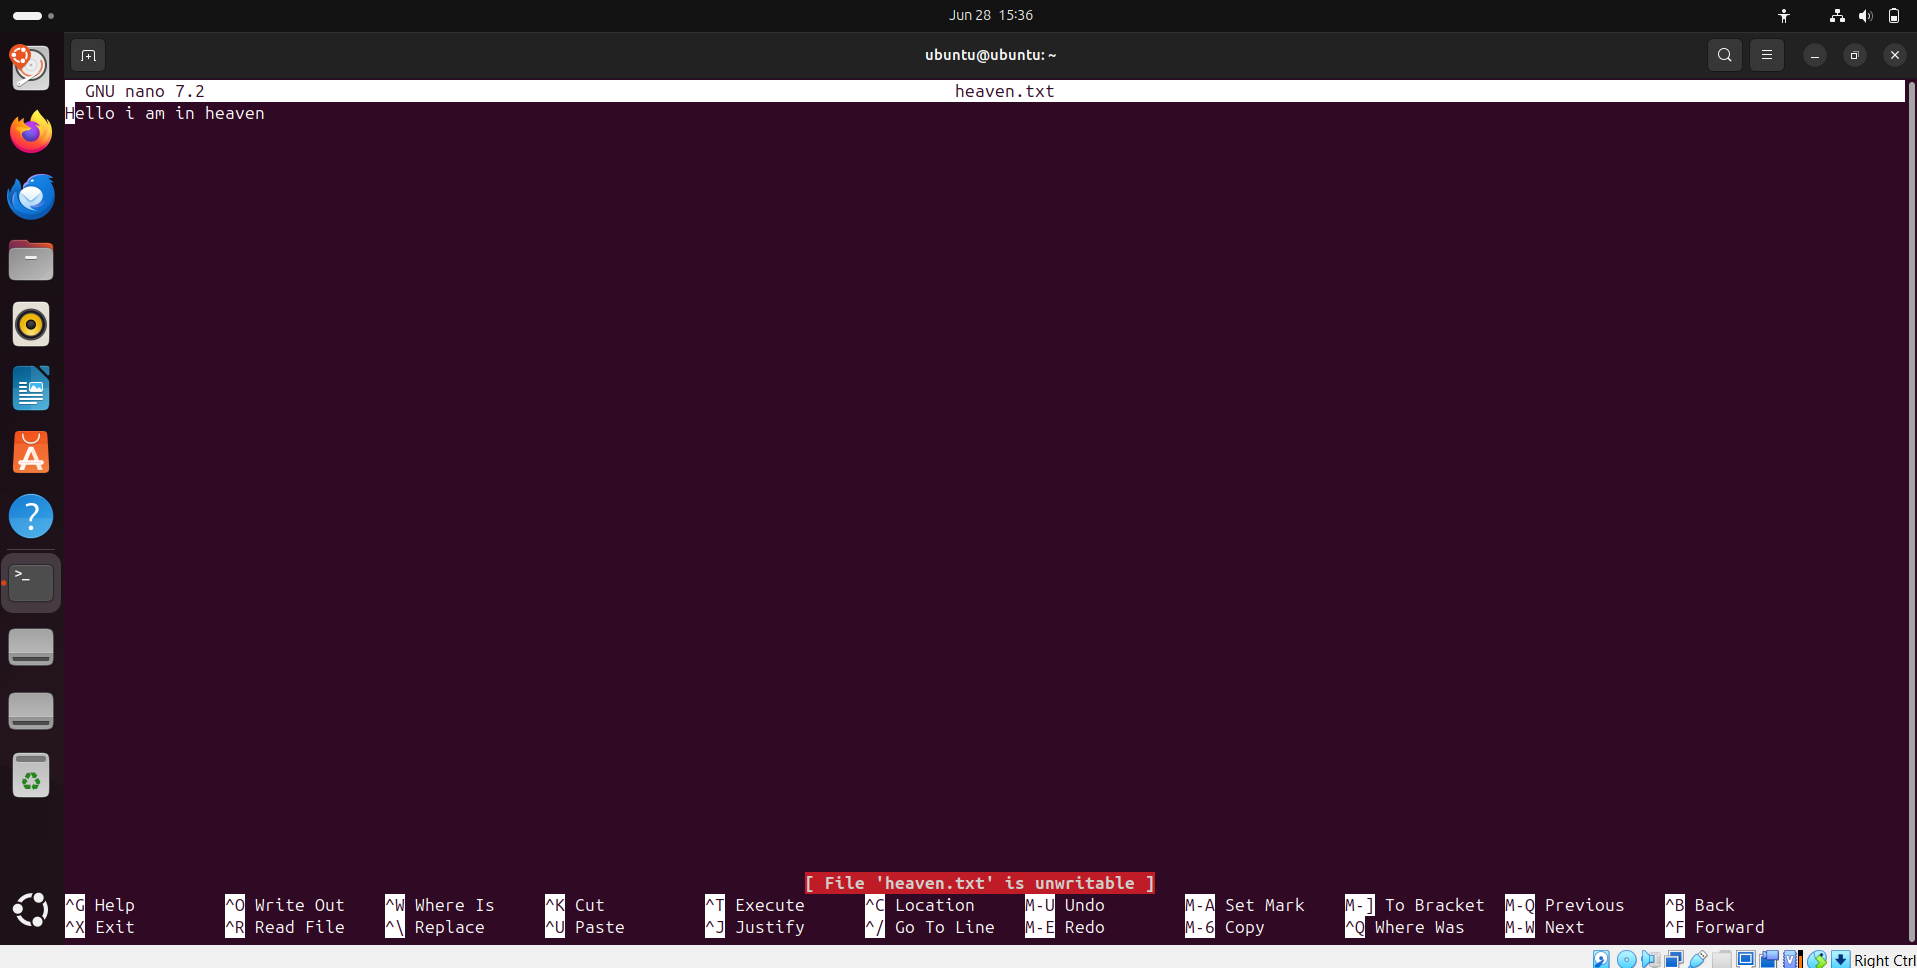 Jun 28 15:36
ubuntu@ubuntu: ~
GNU nano 7.2 heaven.txt
Hello i am in heaven
[ File 'heaven.txt' is unwritable ]
^G Help ^O Write Out ^W Where Is ^K Cut ^T Execute ^C Location M-U Undo M-A Set Mark M-] To Bracket M-Q Previous ^B Back
^X Exit ^R Read File ^\ Replace ^U Paste ^J Justify ^/ Go To Line M-E Redo M-6 Copy ^Q Where Was M-W Next ^F Forward
Right Ctrl